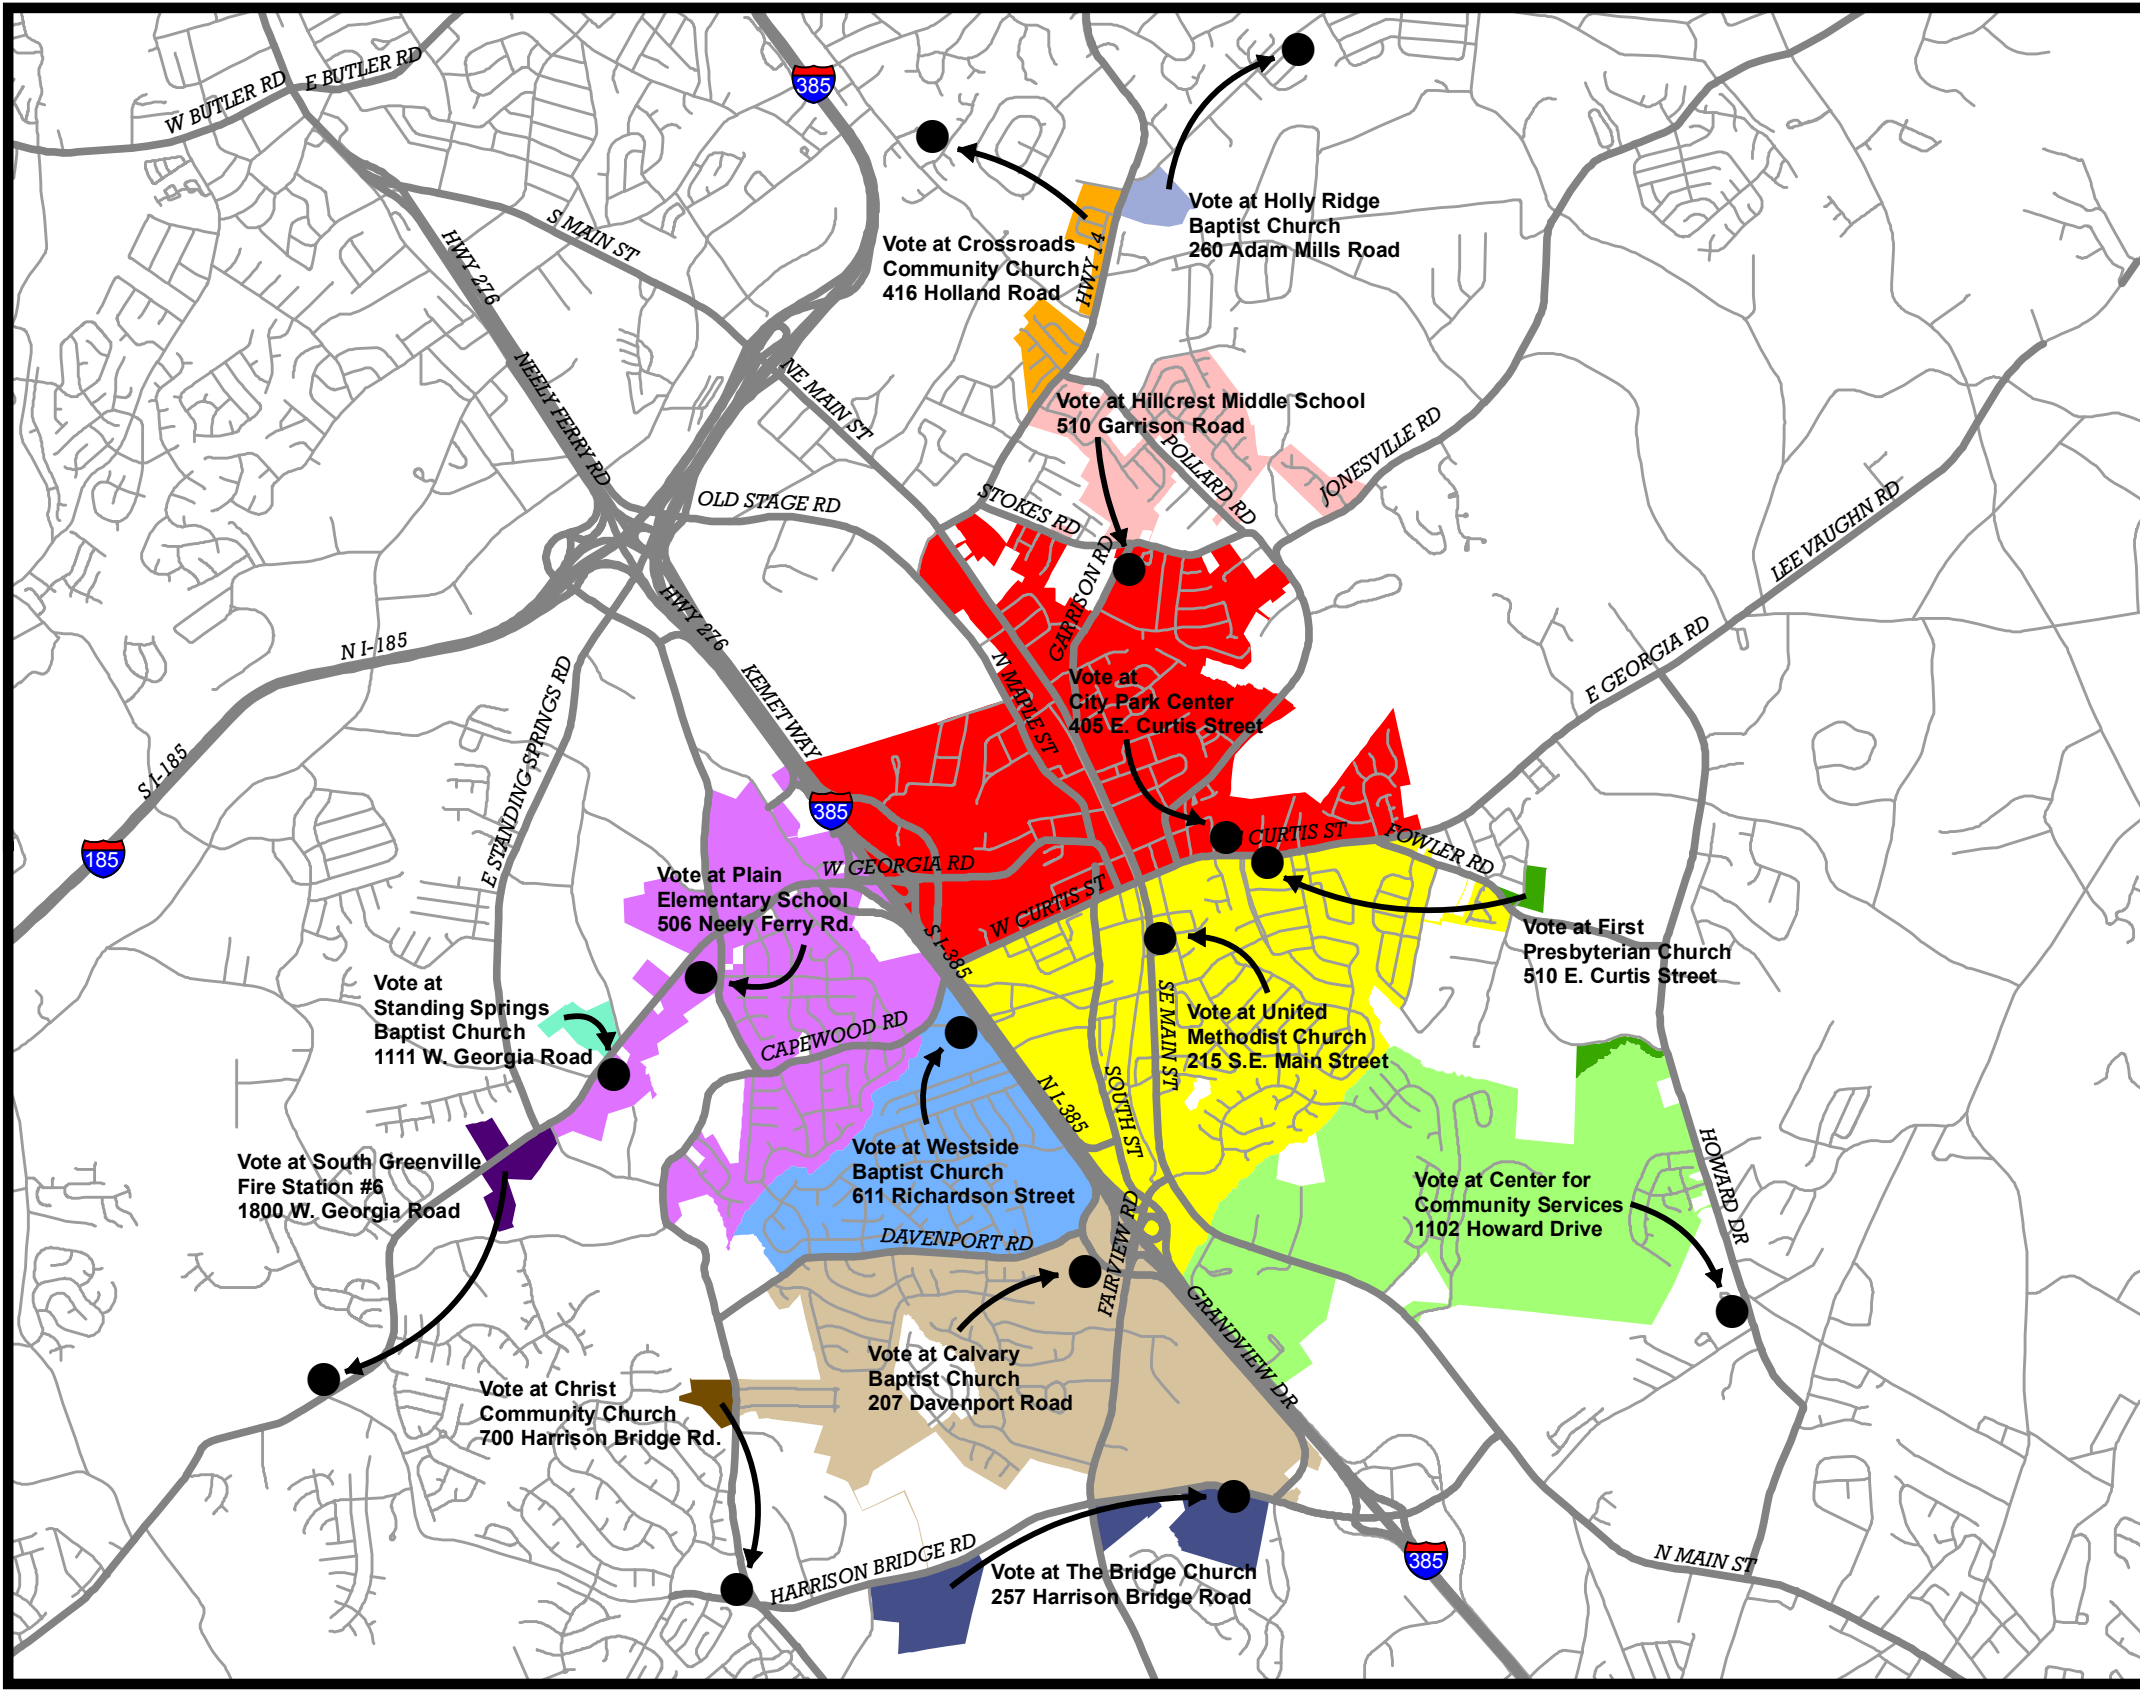 W BUTLER RD
E BUTLER RD
385
Vote at Holly Ridge
Baptist Church
260 Adam Mills Road
S MAIN ST
HWY 276
Vote at Crossroads
Community Church
416 Holland Road
HWY 14
NEELY FERRY RD
NE MAIN ST
Vote at Hillcrest Middle School
510 Garrison Road
POLLARD RD
JONESVILLE RD
OLD STAGE RD
STOKES RD
LEE VAUGHN RD
GARRISON RD
HWY 276
N I-185
E GEORGIA RD
KEMET WAY
N MAPLE ST
Vote at
City Park Center
405 E. Curtis Street
S I-185
E STANDING SPRINGS RD
385
185
CURTIS ST
FOWLER RD
W GEORGIA RD
Vote at Plain
Elementary School
506 Neely Ferry Rd.
W CURTIS ST
S I-385
Vote at First
Presbyterian Church
510 E. Curtis Street
Vote at
Standing Springs
Baptist Church
1111 W. Georgia Road
SE MAIN ST
Vote at United
Methodist Church
215 S.E. Main Street
CAPEWOOD RD
N I-385
SOUTH ST
Vote at Westside
Baptist Church
611 Richardson Street
Vote at South Greenville
Fire Station #6
1800 W. Georgia Road
HOWARD DR
Vote at Center for
Community Services
1102 Howard Drive
DAVENPORT RD
FAIRVIEW RD
GRANDVIEW DR
Vote at Calvary
Baptist Church
207 Davenport Road
Vote at Christ
Community Church
700 Harrison Bridge Rd.
HARRISON BRIDGE RD
Vote at The Bridge Church
257 Harrison Bridge Road
385
N MAIN ST